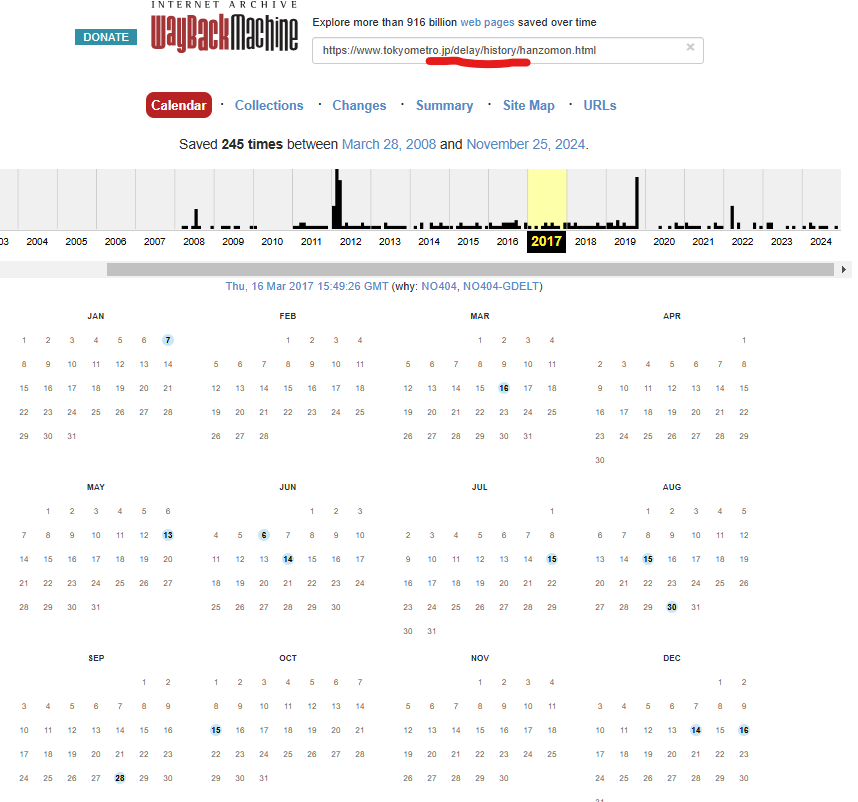 INTERNET ARCHIVE
WayBackMachine
DONATE
Explore more than 916 billion web pages saved over time
https://www.tokyometro.jp/delay/history/hanzomon.html ×
Calendar · Collections · Changes · Summary · Site Map · URLs
Saved 245 times between March 28, 2008 and November 25, 2024.
03 2004 2005 2006 2007 2008 2009 2010 2011 2012 2013 2014 2015 2016 2017 2018 2019 2020 2021 2022 2023 2024
Thu, 16 Mar 2017 15:49:26 GMT (why: NO404, NO404-GDELT)
JAN
1 2 3 4 5 6 7
8 9 10 11 12 13 14
15 16 17 18 19 20 21
22 23 24 25 26 27 28
29 30 31
FEB
1 2 3 4
5 6 7 8 9 10 11
12 13 14 15 16 17 18
19 20 21 22 23 24 25
26 27 28
MAR
1 2 3 4
5 6 7 8 9 10 11
12 13 14 15 16 17 18
19 20 21 22 23 24 25
26 27 28 29 30 31
APR
1
2 3 4 5 6 7 8
9 10 11 12 13 14 15
16 17 18 19 20 21 22
23 24 25 26 27 28 29
30
MAY
1 2 3 4 5 6
7 8 9 10 11 12 13
14 15 16 17 18 19 20
21 22 23 24 25 26 27
28 29 30 31
JUN
1 2 3
4 5 6 7 8 9 10
11 12 13 14 15 16 17
18 19 20 21 22 23 24
25 26 27 28 29 30
JUL
1
2 3 4 5 6 7 8
9 10 11 12 13 14 15
16 17 18 19 20 21 22
23 24 25 26 27 28 29
30 31
AUG
1 2 3 4 5
6 7 8 9 10 11 12
13 14 15 16 17 18 19
20 21 22 23 24 25 26
27 28 29 30 31
SEP
1 2
3 4 5 6 7 8 9
10 11 12 13 14 15 16
17 18 19 20 21 22 23
24 25 26 27 28 29 30
OCT
1 2 3 4 5 6 7
8 9 10 11 12 13 14
15 16 17 18 19 20 21
22 23 24 25 26 27 28
29 30 31
NOV
1 2 3 4
5 6 7 8 9 10 11
12 13 14 15 16 17 18
19 20 21 22 23 24 25
26 27 28 29 30
DEC
1 2
3 4 5 6 7 8 9
10 11 12 13 14 15 16
17 18 19 20 21 22 23
24 25 26 27 28 29 30
31